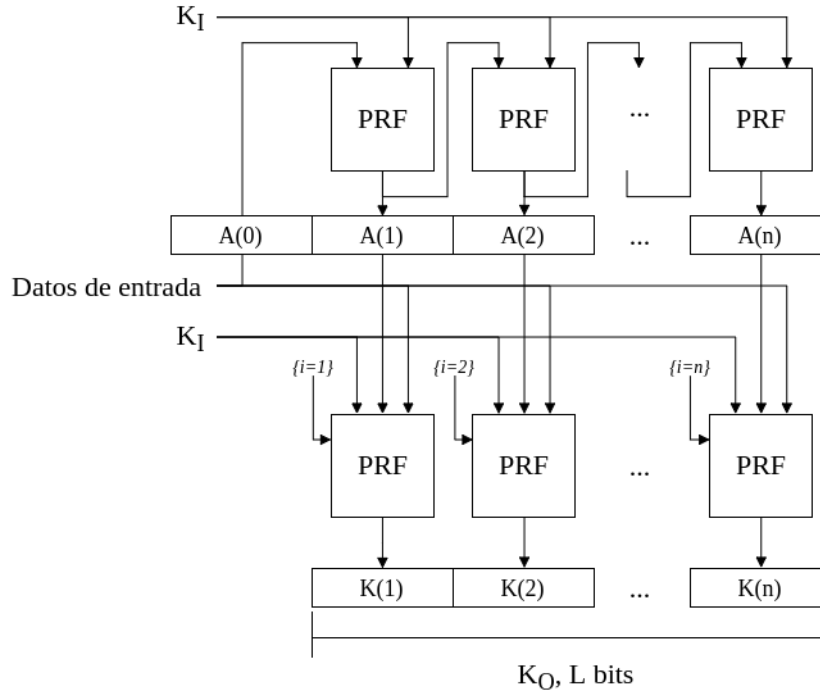 K_I
PRF PRF ... PRF
A(0) A(1) A(2) ... A(n)
Datos de entrada
K_I
{i=1} {i=2} {i=n}
PRF PRF ... PRF
K(1) K(2) ... K(n)
K_O, L bits